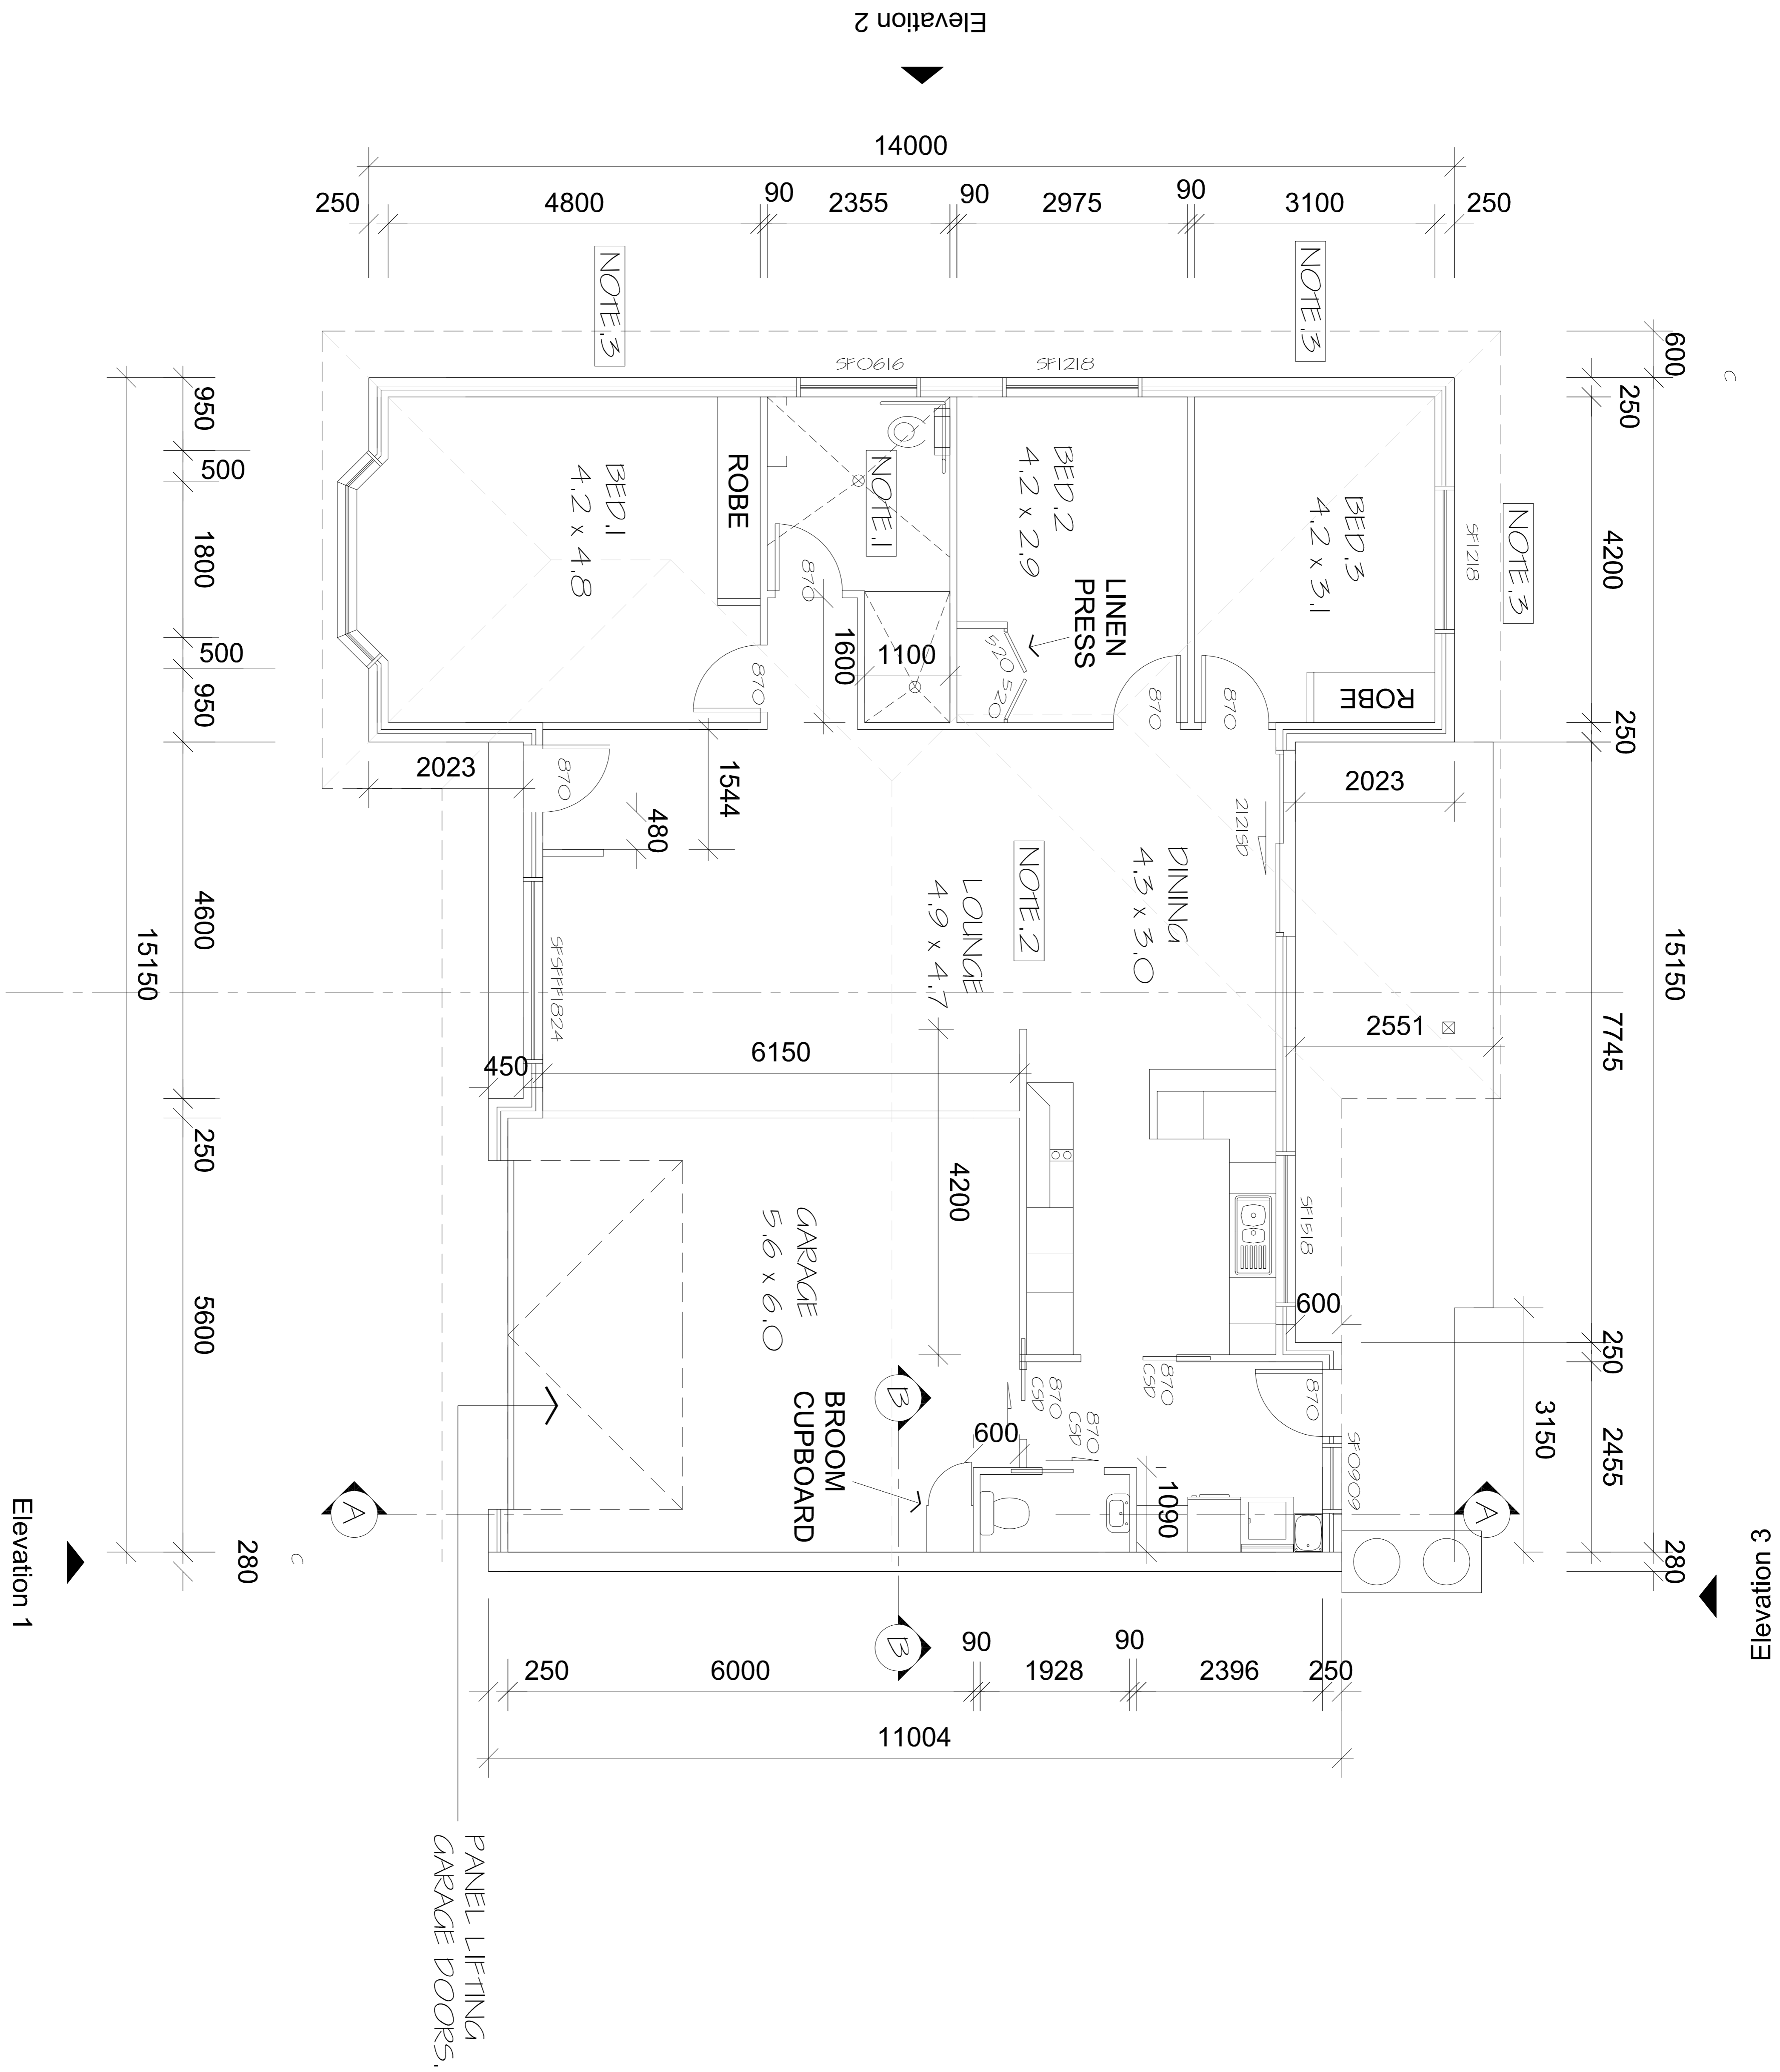 Elevation 2
14000
250
4800
90
2355
90
2975
90
3100
250
NOTE.3
NOTE.3
600
C
SF0616
SF1218
250
950
500
1800
500
950
4600
15150
250
5600
280
C
BED.1
4.2 x 4.8
ROBE
NOTE.1
870
BED.2
4.2 x 2.9
LINEN
PRESS
520
520
BED.3
4.2 x 3.1
SF1218
NOTE.3
4200
ROBE
1600
1100
870
870
870
250
2023
870
1544
480
2023
2121SD
NOTE.2
DINING
4.3 x 3.0
LOUNGE
4.9 x 4.7
SFSFFF1824
15150
7745
2551
450
6150
4200
SF1518
GARAGE
5.6 x 6.0
600
250
3150
2455
BROOM
CUPBOARD
B
870
CSD
870
CSD
870
CSD
870
600
1090
SF0909
A
A
280
Elevation 3
Elevation 1
B
250
6000
90
1928
90
2396
250
11004
PANEL LIFTING
GARAGE DOORS.